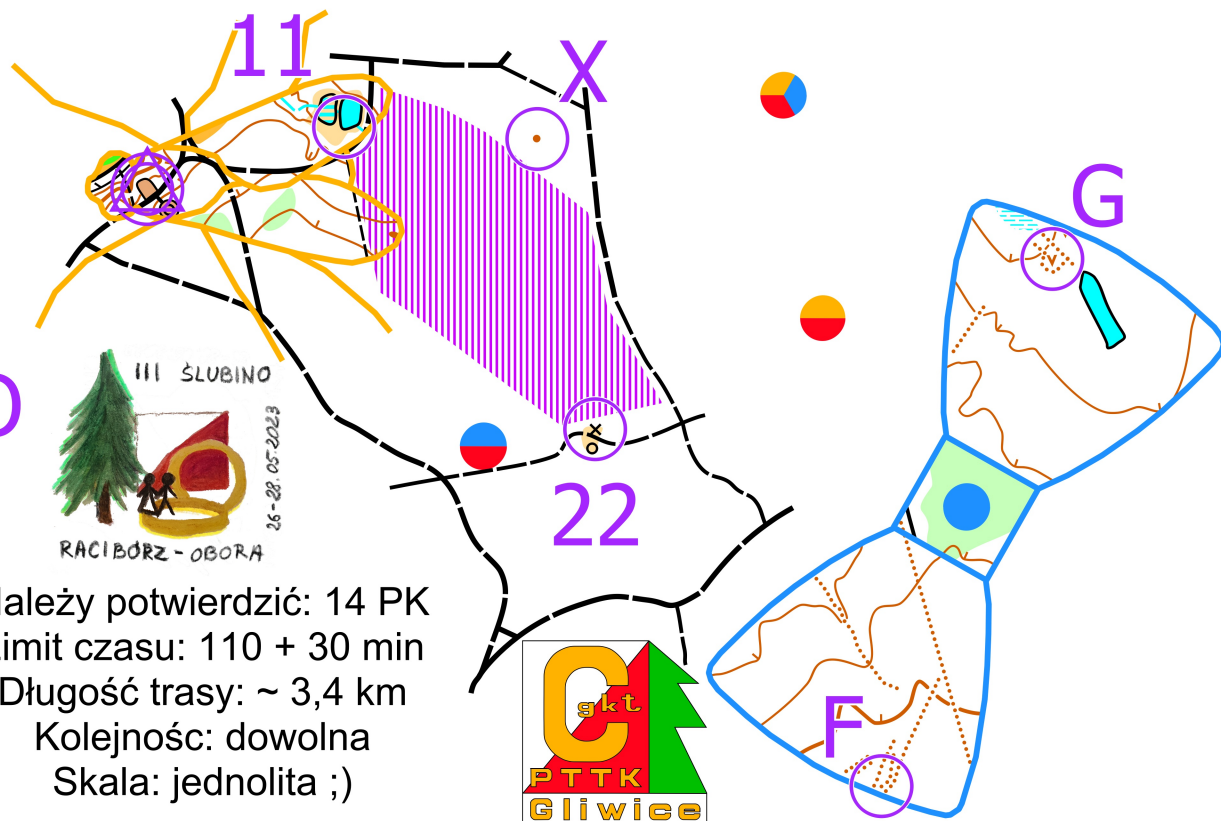 11
X
G
III ŚLUBINO
26-28.05.2023
RACIBÓRZ-OBORA
22
ależy potwierdzić: 14 PK
imit czasu: 110 + 30 min
Długość trasy: ~ 3,4 km
Kolejnośc: dowolna
Skala: jednolita ;)
C
gkt
PTTK
Gliwice
F